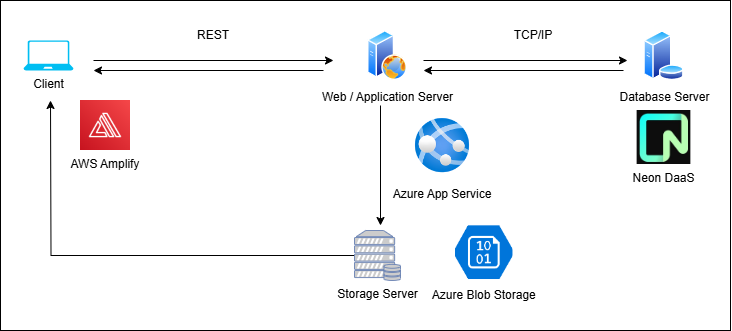 REST
TCP/IP
Client
Web / Application Server
Database Server
AWS Amplify
Azure App Service
Neon DaaS
10
01
Storage Server
Azure Blob Storage